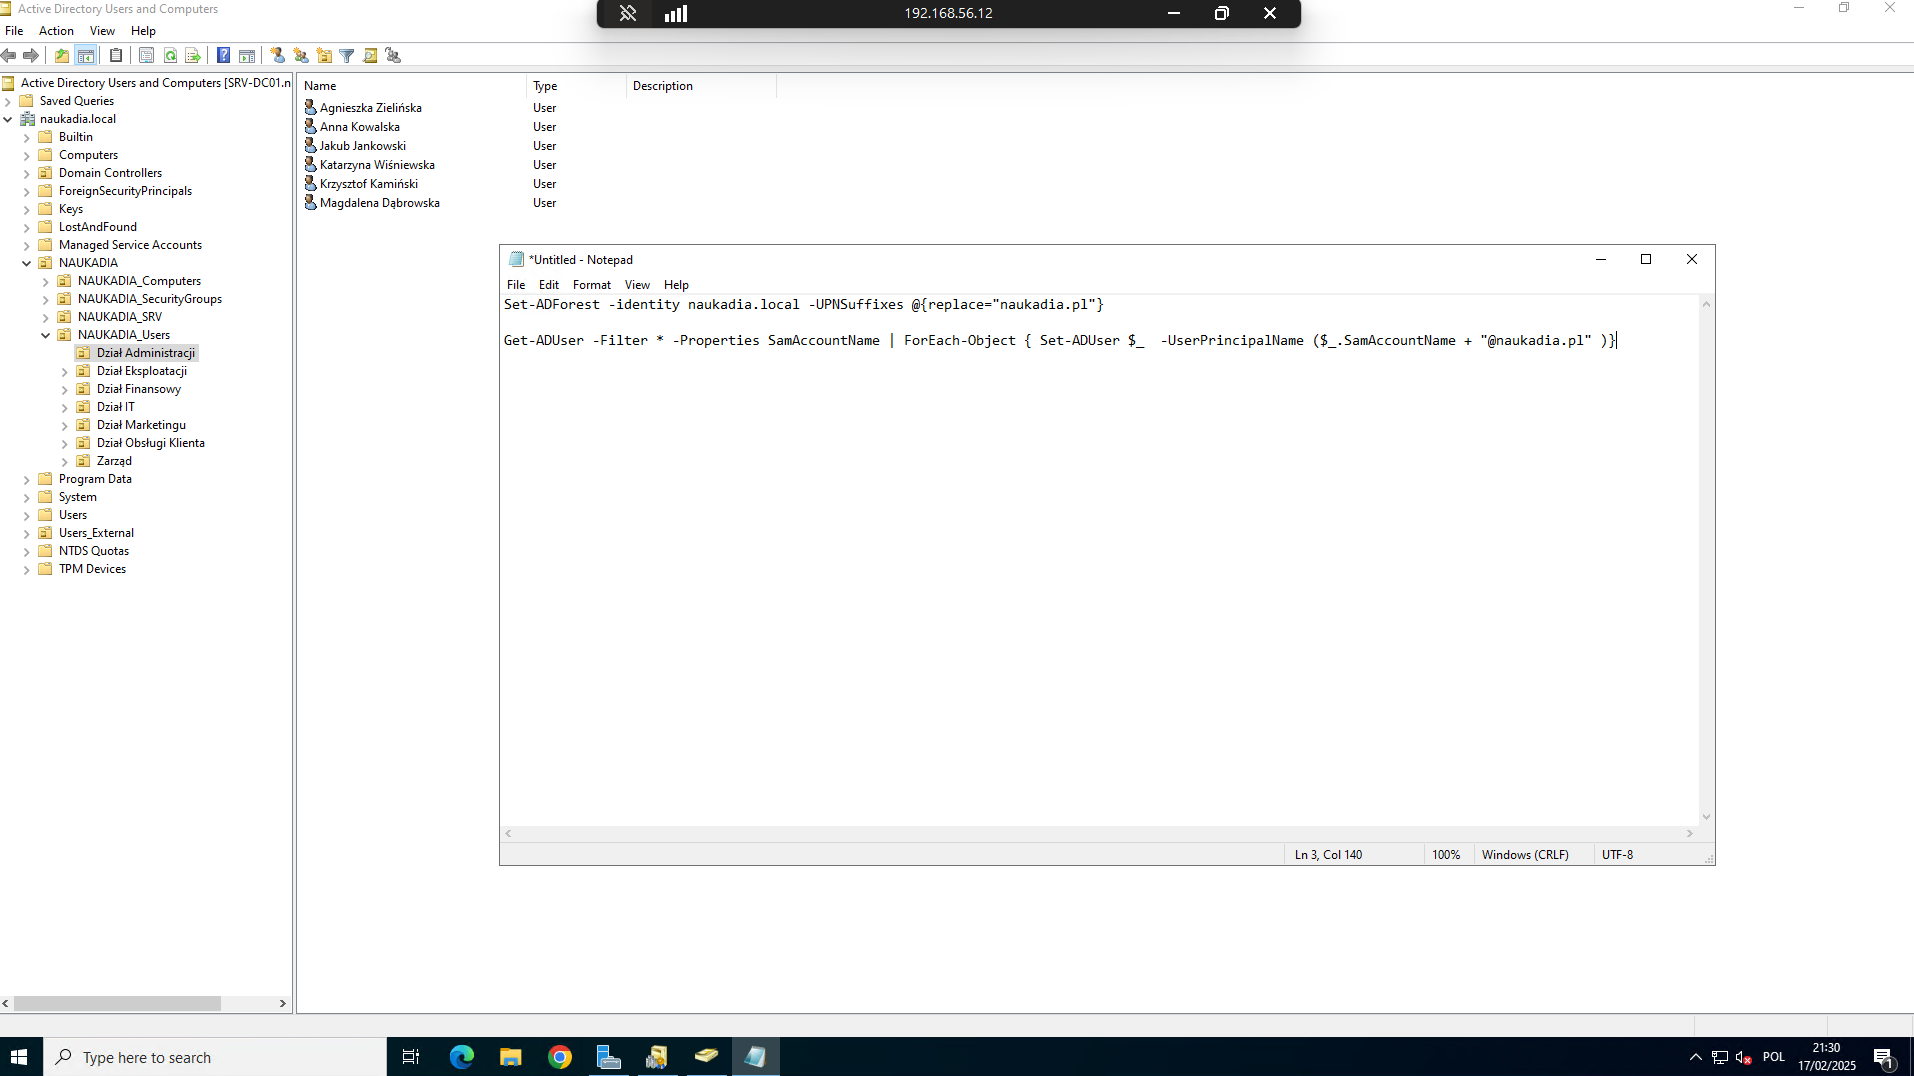 Active Directory Users and Computers
192.168.56.12
File Action View Help
Active Directory Users and Computers [SRV-DC01.n
Saved Queries
naukadia.local
Builtin
Computers
Domain Controllers
ForeignSecurityPrincipals
Keys
LostAndFound
Managed Service Accounts
NAUKADIA
NAUKADIA_Computers
NAUKADIA_SecurityGroups
NAUKADIA_SRV
NAUKADIA_Users
Dział Administracji
Dział Eksploatacji
Dział Finansowy
Dział IT
Dział Marketingu
Dział Obsługi Klienta
Zarząd
Program Data
System
Users
Users_External
NTDS Quotas
TPM Devices
Name Type Description
Agnieszka Zielińska User
Anna Kowalska User
Jakub Jankowski User
Katarzyna Wiśniewska User
Krzysztof Kamiński User
Magdalena Dąbrowska User
*Untitled - Notepad
File Edit Format View Help
Set-ADForest -identity naukadia.local -UPNSuffixes @{replace="naukadia.pl"}
Get-ADUser -Filter * -Properties SamAccountName | ForEach-Object { Set-ADUser $_  -UserPrincipalName ($_.SamAccountName + "@naukadia.pl" )}
Ln 3, Col 140 100% Windows (CRLF) UTF-8
Type here to search
POL
21:30
17/02/2025
1